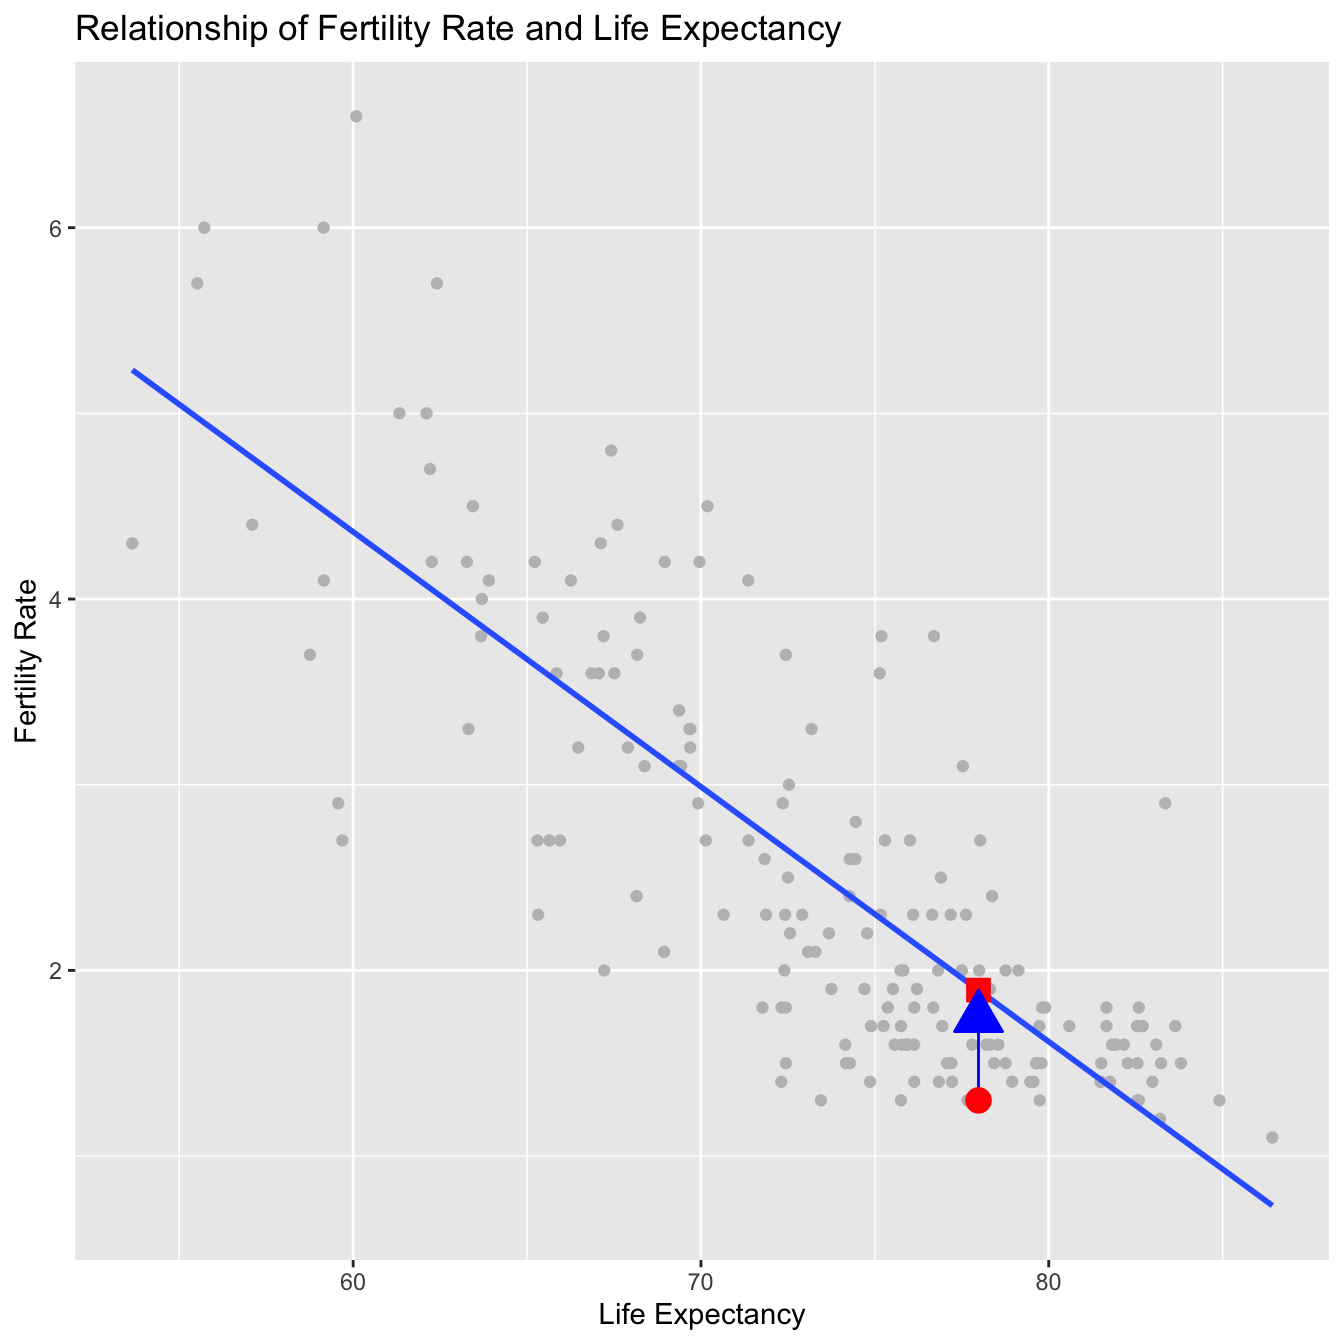 Relationship of Fertility Rate and Life Expectancy
Fertility Rate
6
4
2
60 70 80
Life Expectancy